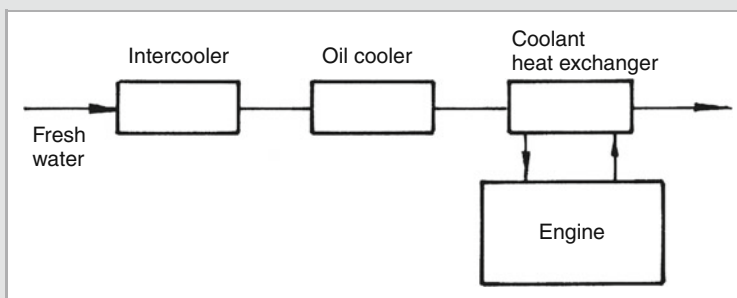 Intercooler
Oil cooler
Coolant
heat exchanger
Fresh
water
Engine